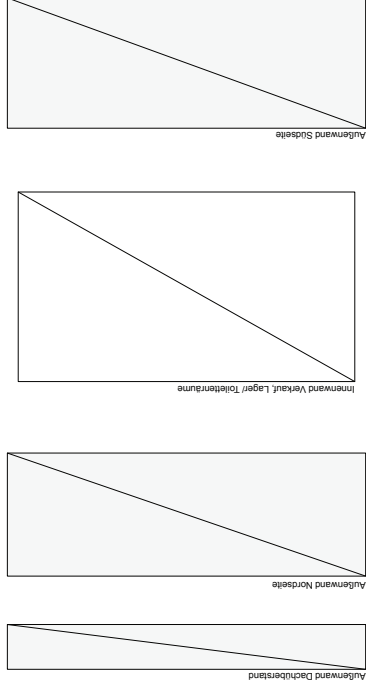 Außenwand Dachüberstand
Außenwand Nordseite
Innenwand Verkauf, Lager/ Toilettenräume
Außenwand Südseite